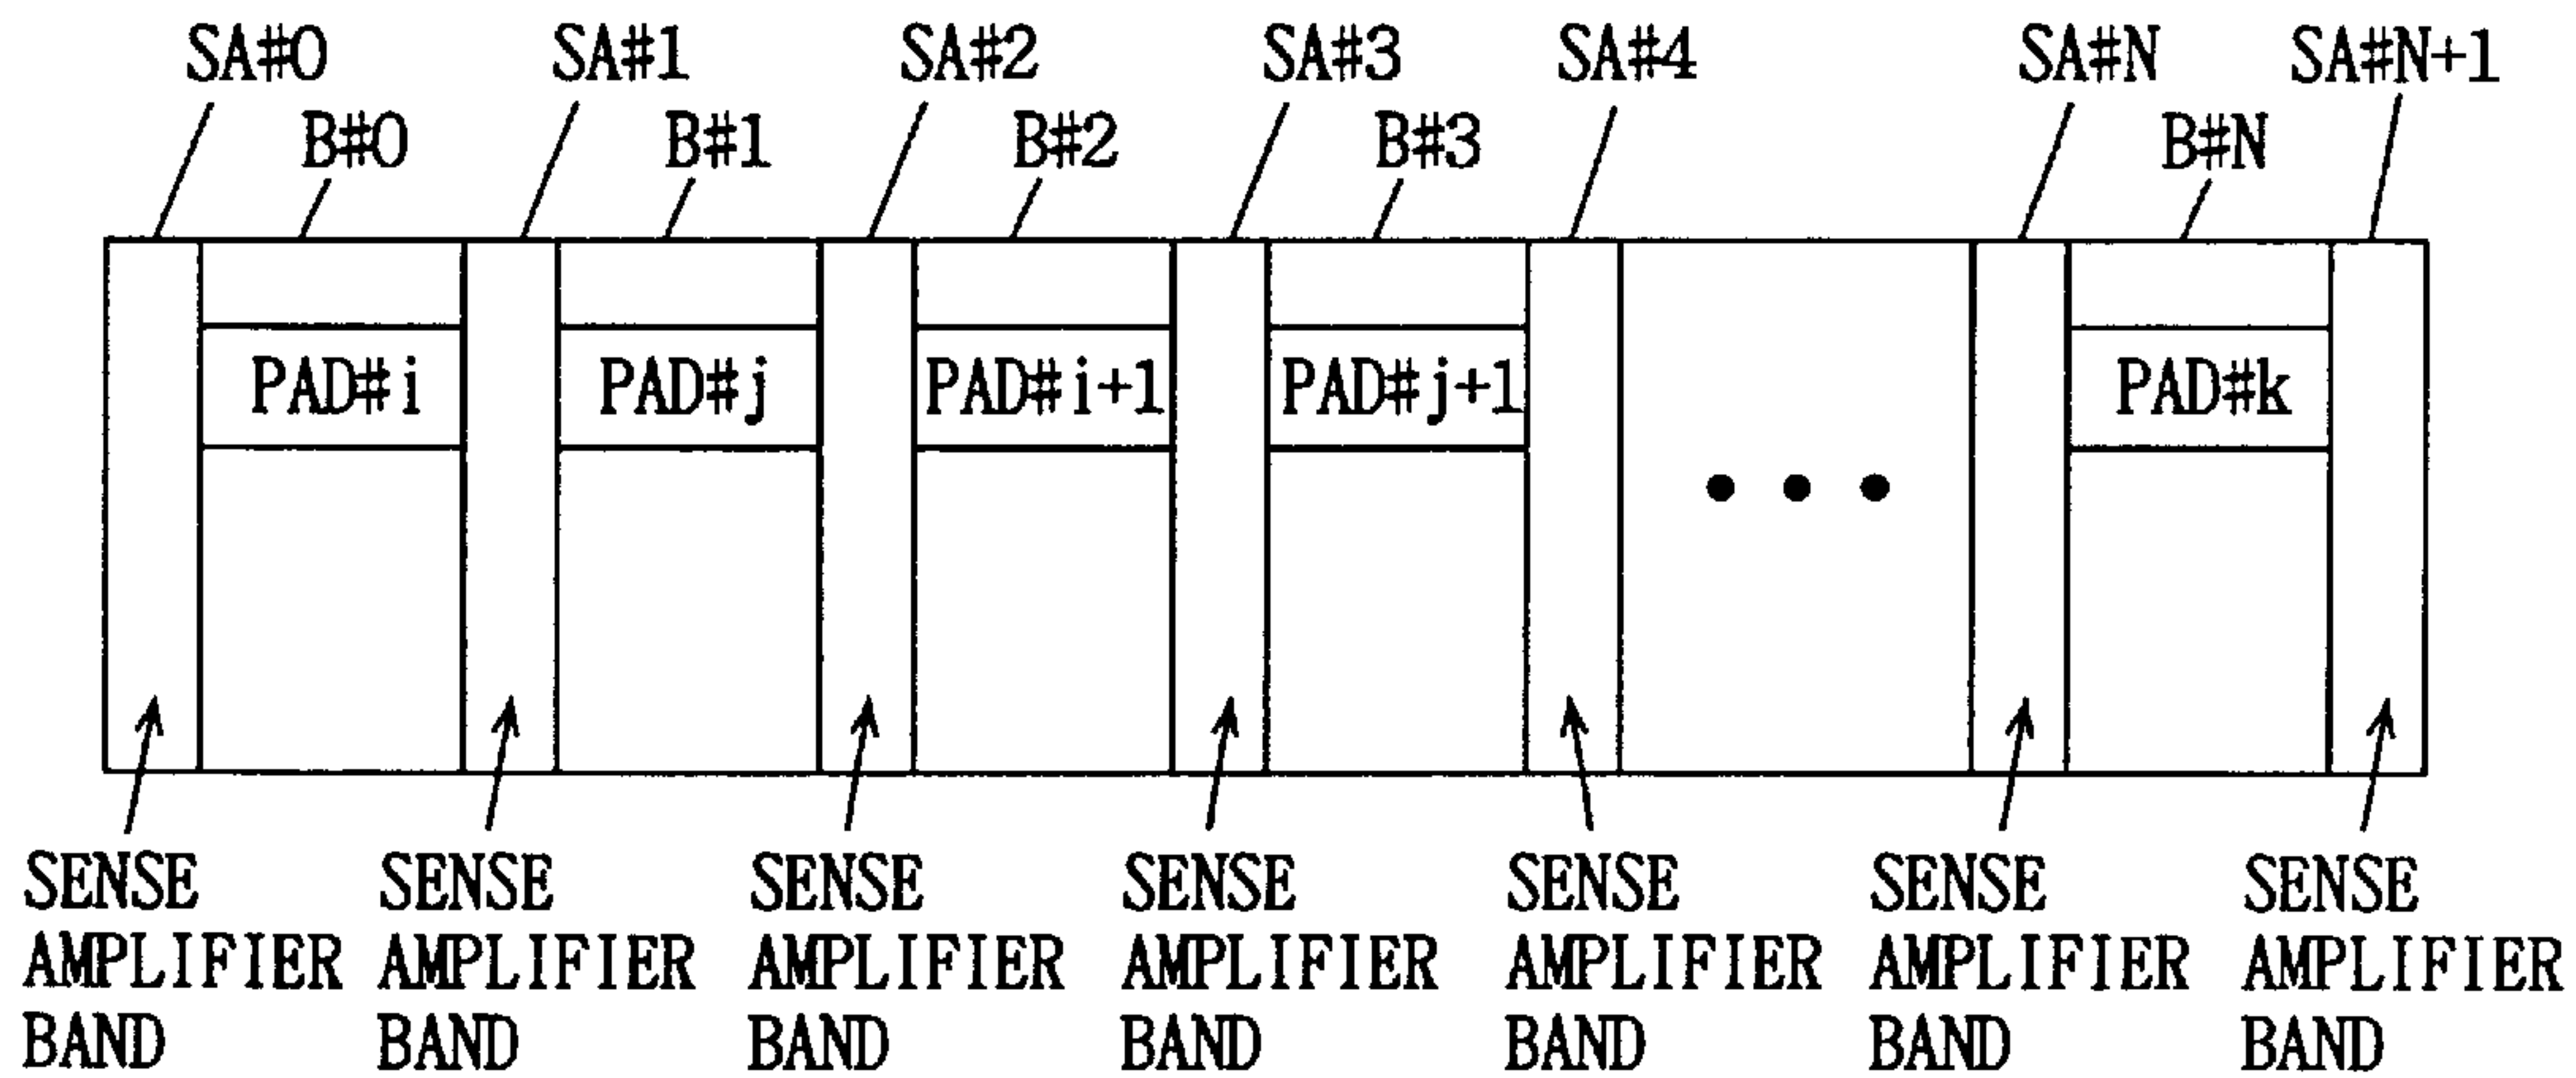 SA#0 SA#1 SA#2 SA#3 SA#4 SA#N SA#N+1
B#0 B#1 B#2 B#3 B#N
PAD#i PAD#j PAD#i+1 PAD#j+1 PAD#k
SENSE SENSE SENSE SENSE SENSE SENSE SENSE
AMPLIFIER AMPLIFIER AMPLIFIER AMPLIFIER AMPLIFIER AMPLIFIER AMPLIFIER
BAND BAND BAND BAND BAND BAND BAND